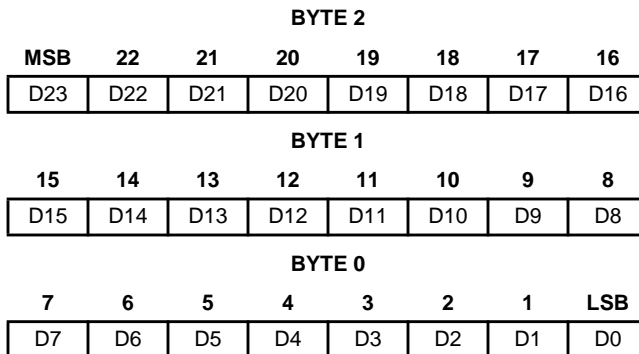 BYTE 2
MSB 22 21 20 19 18 17 16
D23 D22 D21 D20 D19 D18 D17 D16
BYTE 1
15 14 13 12 11 10 9 8
D15 D14 D13 D12 D11 D10 D9 D8
BYTE 0
7 6 5 4 3 2 1 LSB
D7 D6 D5 D4 D3 D2 D1 D0